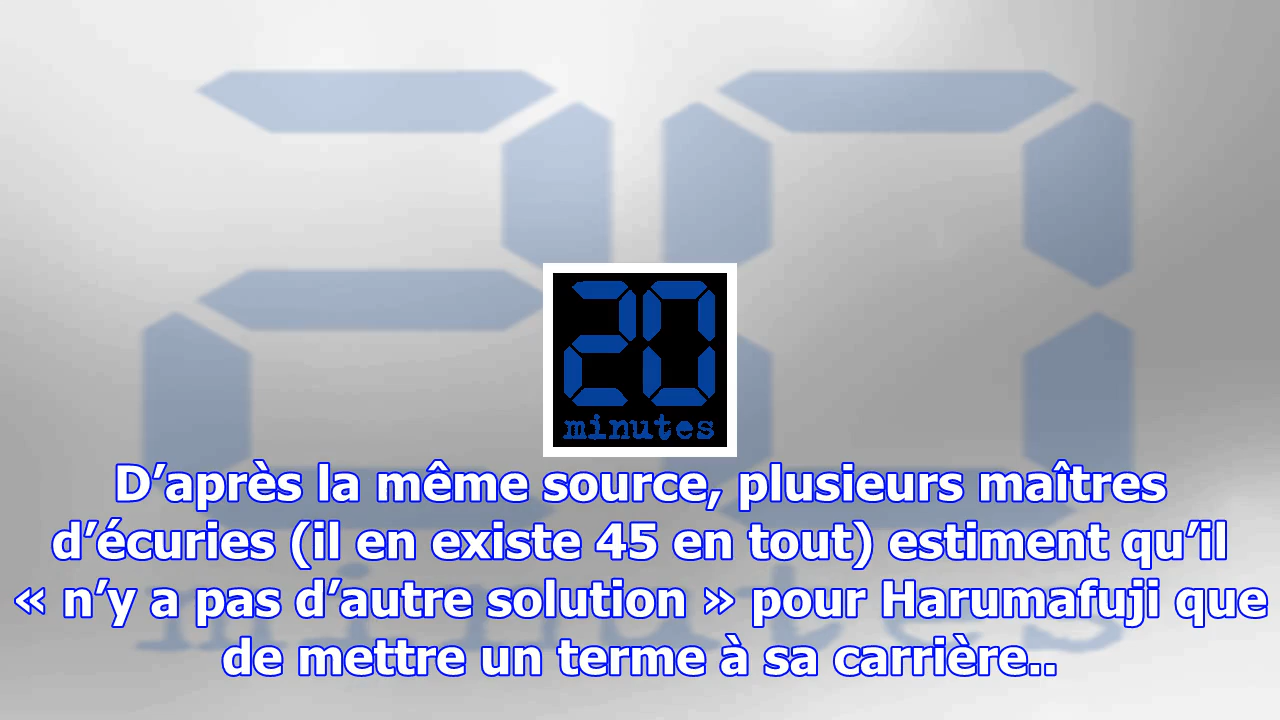 20
minutes
D’après la même source, plusieurs maîtres
d’écuries (il en existe 45 en tout) estiment qu’il
« n’y a pas d’autre solution » pour Harumafuji que
de mettre un terme à sa carrière..